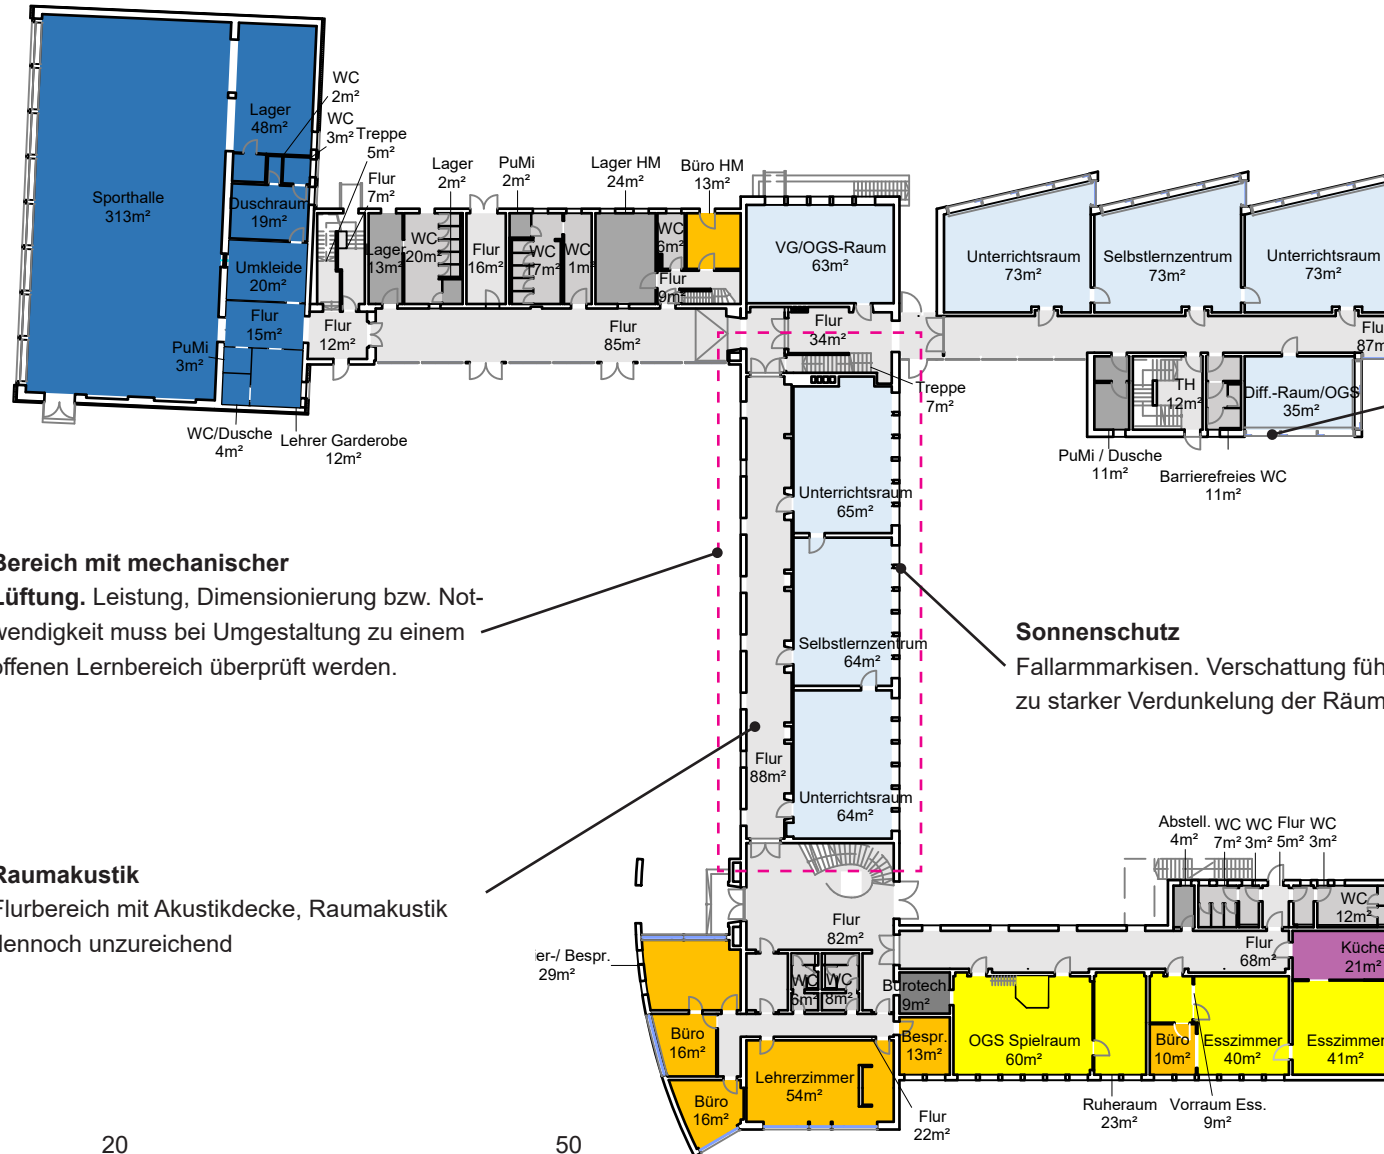 WC
2m²
WC
3m²
Treppe
5m²
Flur
7m²
Lager
48m²
Sporthalle
313m²
Duschraum
19m²
Umkleide
20m²
Flur
15m²
PuMi
3m²
WC/Dusche
4m²
Lehrer Garderobe
12m²
Flur
12m²
Lager
13m²
WC
20m²
Lager
2m²
Flur
16m²
PuMi
2m²
WC
17m²
WC
Lager HM
24m²
WC
6m²
Büro HM
13m²
Flur
9m²
Flur
85m²
VG/OGS-Raum
63m²
Flur
34m²
Treppe
7m²
Unterrichtsraum
73m²
Selbstlernzentrum
73m²
Unterrichtsraum
73m²
87m
TH
12m²
Diff.-Raum/OGS
35m²
PuMi / Dusche
11m²
Barrierefreies WC
11m²
Unterrichtsraum
65m²
Selbstlernzentrum
64m²
Unterrichtsraum
64m²
Flur
88m²
Bereich mit mechanischer
Lüftung. Leistung, Dimensionierung bzw. Not-
wendigkeit muss bei Umgestaltung zu einem
offenen Lernbereich überprüft werden.
Sonnenschutz
Fallarmmarkisen. Verschattung füh
zu starker Verdunkelung der Räum
Raumakustik
Flurbereich mit Akustikdecke, Raumakustik
dennoch unzureichend
er-/ Bespr.
29m²
Flur
82m²
WC
6m²
WC
8m²
Büro
16m²
Büro
16m²
Lehrerzimmer
54m²
Flur
22m²
Bürotech.
9m²
Bespr.
13m²
OGS Spielraum
60m²
Ruheraum
23m²
Büro
10m²
Vorraum Ess.
9m²
Esszimmer
40m²
Esszimmer
41m²
Küche
21m²
Flur
68m²
Abstell.
4m²
WC
7m²
WC
3m²
Flur
5m²
WC
3m²
WC
12m²
20
50